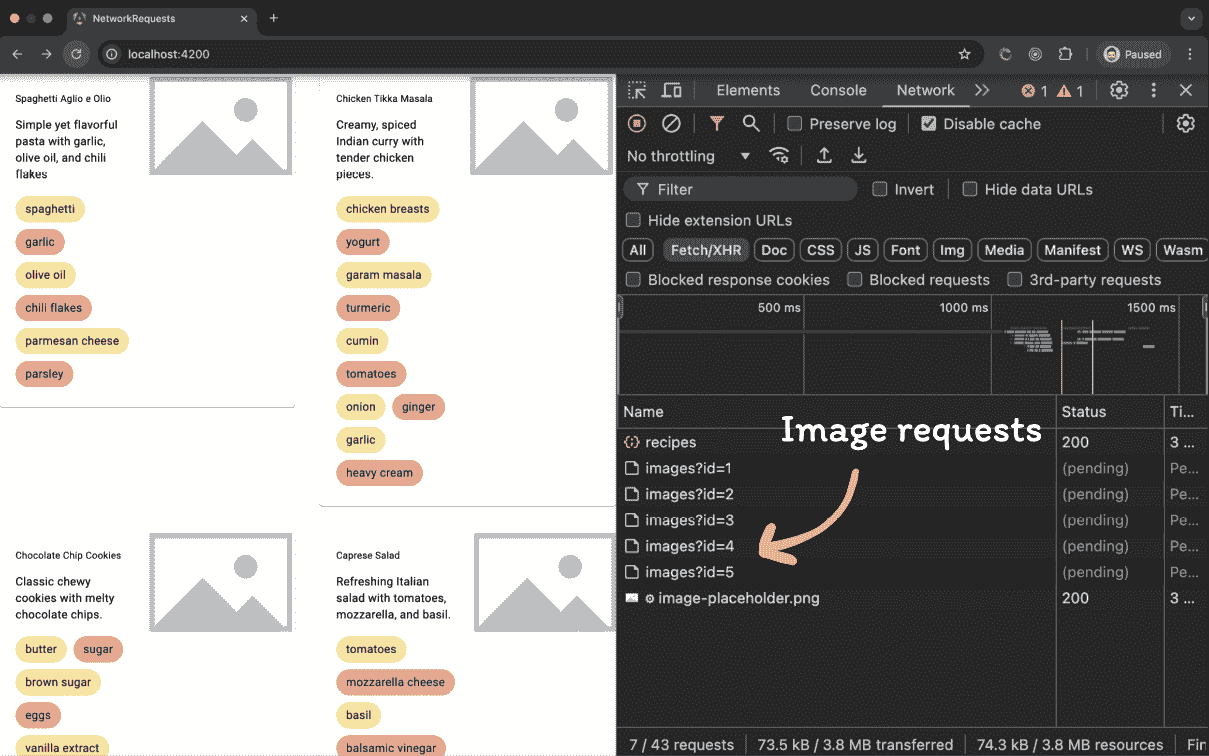 NetworkRequests
localhost:4200
Paused
Spaghetti Aglio e Olio
Simple yet flavorful
pasta with garlic,
olive oil, and chili
flakes
spaghetti
garlic
olive oil
chili flakes
parmesan cheese
parsley
Chicken Tikka Masala
Creamy, spiced
Indian curry with
tender chicken
pieces.
chicken breasts
yogurt
garam masala
turmeric
cumin
tomatoes
onion ginger
garlic
heavy cream
Chocolate Chip Cookies
Classic chewy
cookies with melty
chocolate chips.
butter sugar
brown sugar
eggs
vanilla extract
Caprese Salad
Refreshing Italian
salad with tomatoes,
mozzarella, and basil.
tomatoes
mozzarella cheese
basil
balsamic vinegar
Elements Console Network 1 1
Preserve log Disable cache
No throttling
Filter Invert Hide data URLs
Hide extension URLs
All Fetch/XHR Doc CSS JS Font Img Media Manifest WS Wasm
Blocked response cookies Blocked requests 3rd-party requests
500 ms 1000 ms 1500 ms
Name Status Ti...
Image requests
recipes 200 3 ...
images?id=1 (pending) Pe...
images?id=2 (pending) Pe...
images?id=3 (pending) Pe...
images?id=4 (pending) Pe...
images?id=5 (pending) Pe...
image-placeholder.png 200 3 ...
7 / 43 requests 73.5 kB / 3.8 MB transferred 74.3 kB / 3.8 MB resources Fin